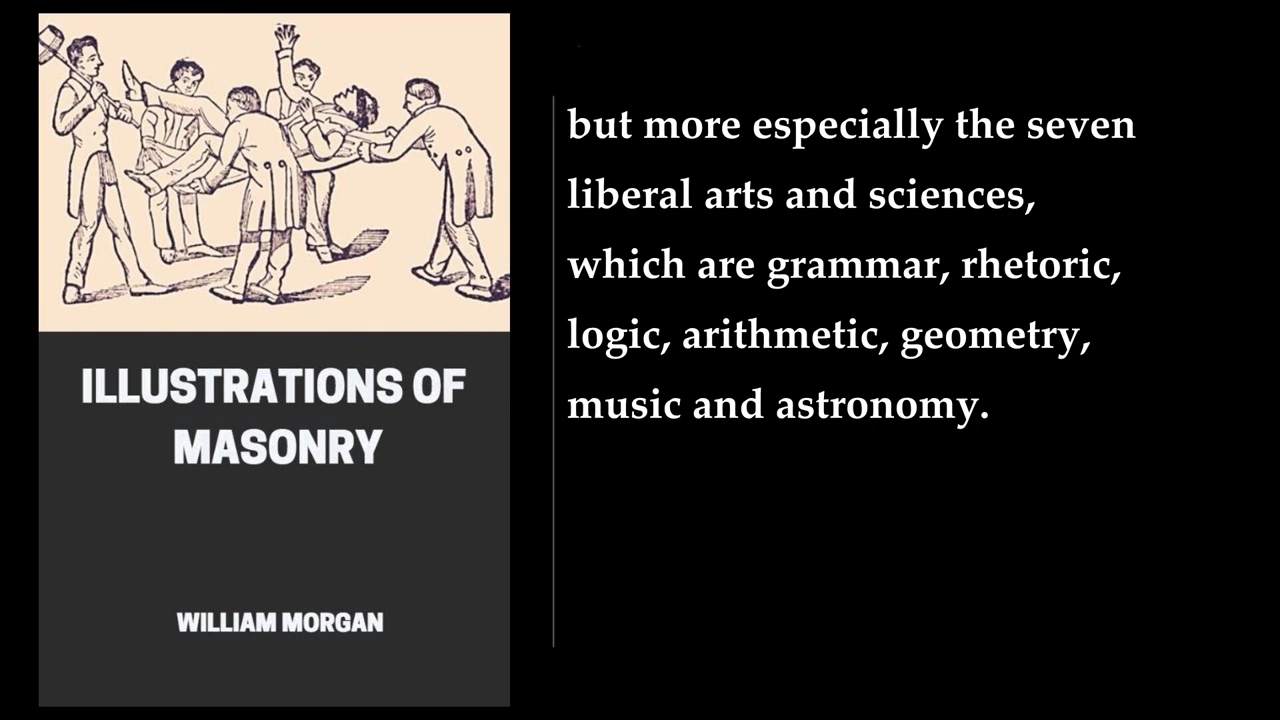 ILLUSTRATIONS OF
MASONRY
WILLIAM MORGAN
but more especially the seven
liberal arts and sciences,
which are grammar, rhetoric,
logic, arithmetic, geometry,
music and astronomy.